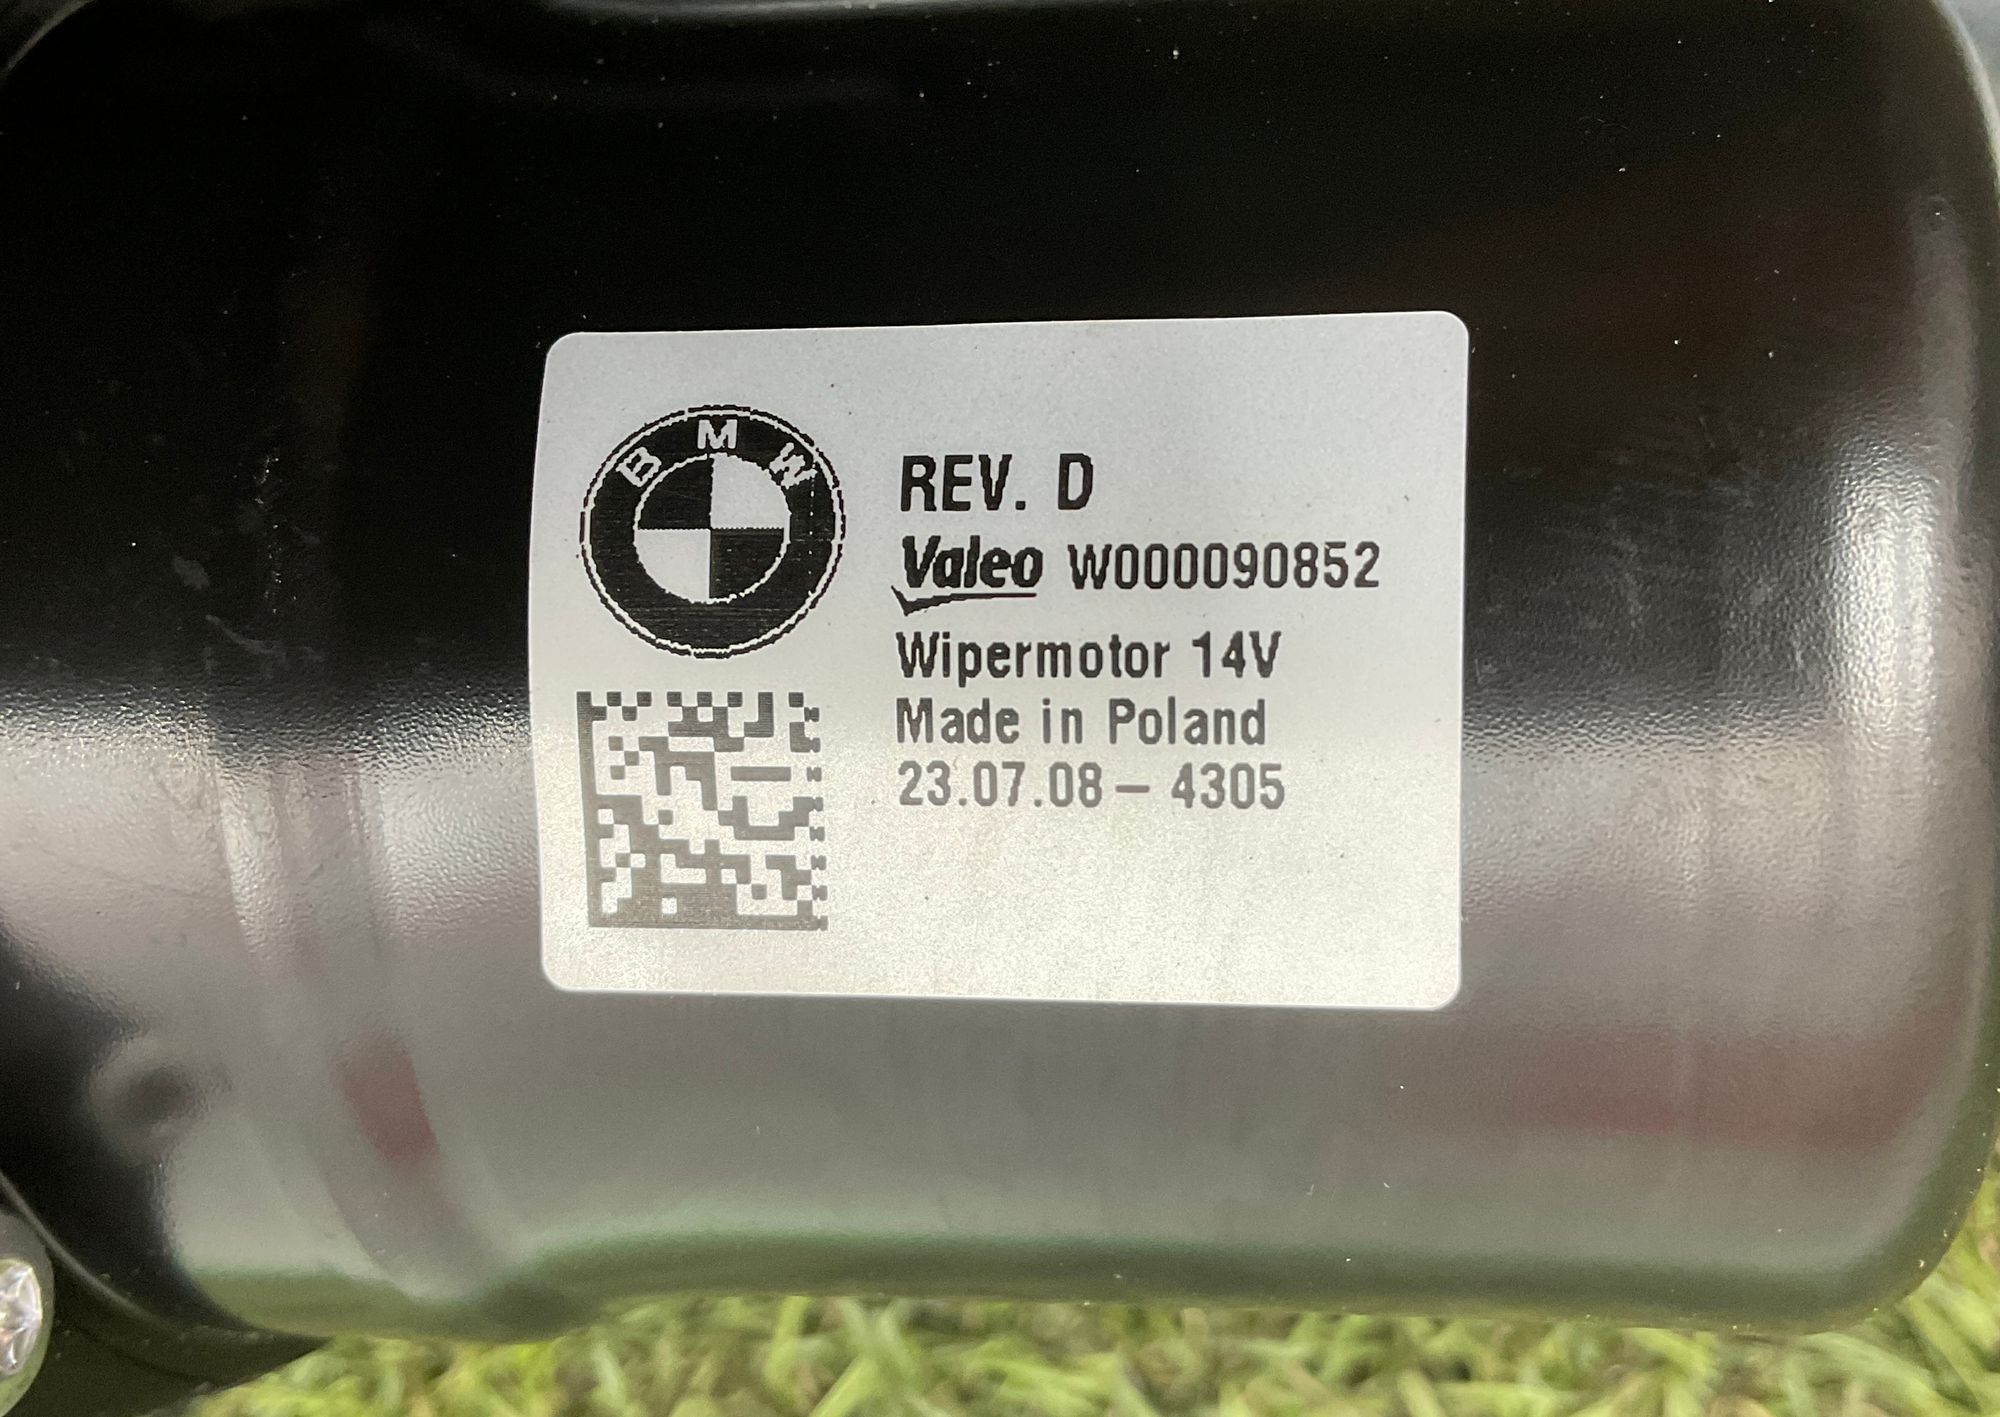 BMW
REV. D
Valeo W000090852
Wipermotor 14V
Made in Poland
23.07.08 – 4305